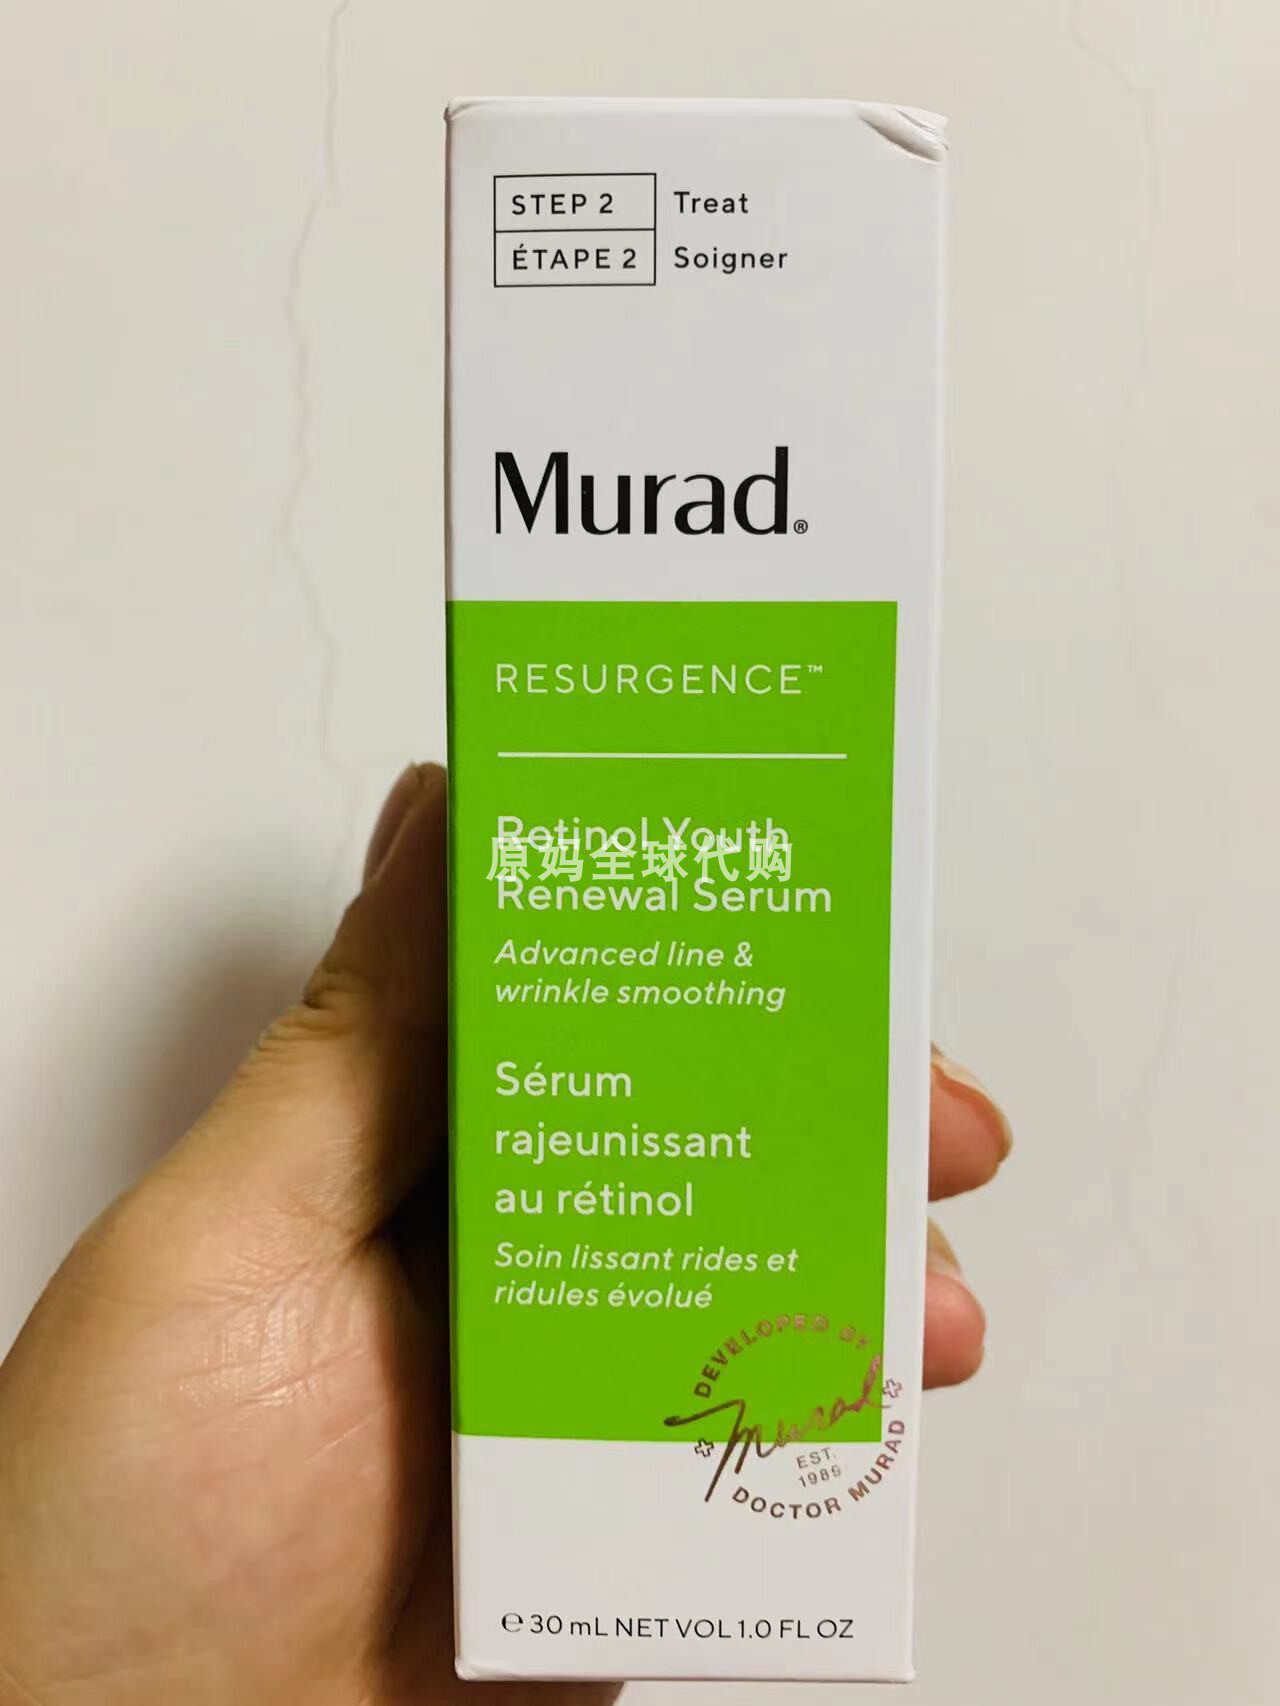 STEP 2 Treat
ÉTAPE 2 Soigner
Murad®
RESURGENCE™
Retinol Youth
原妈全球代购
Renewal Serum
Advanced line &
wrinkle smoothing
Sérum
rajeunissant
au rétinol
Soin lissant rides et
ridules évolué
DEVELOPED BY
Murad
EST.
1989
DOCTOR MURAD
℮30 mL NET VOL 1.0 FL OZ